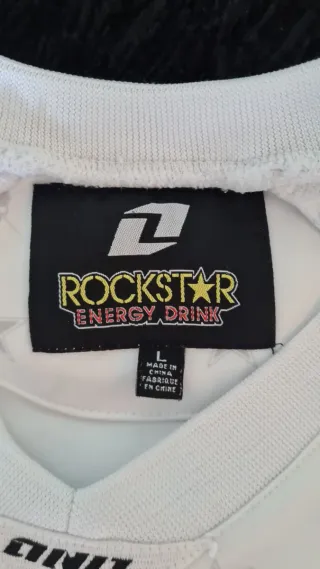 ROCKSTAR
ENERGY DRINK
L
MADE IN
CHINA
FABRIQUE
EN CHINE